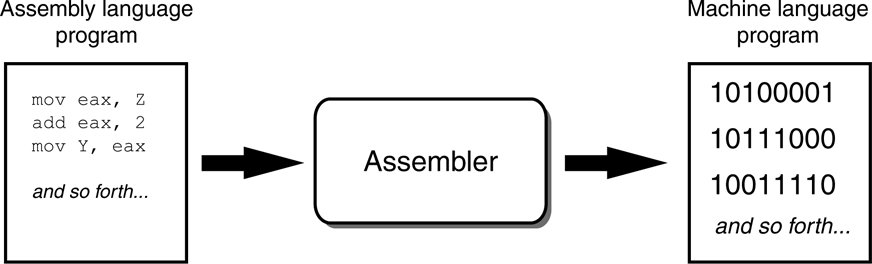 Assembly language
program
mov eax, Z
add eax, 2
mov Y, eax
and so forth...
Assembler
Machine language
program
10100001
10111000
10011110
and so forth...